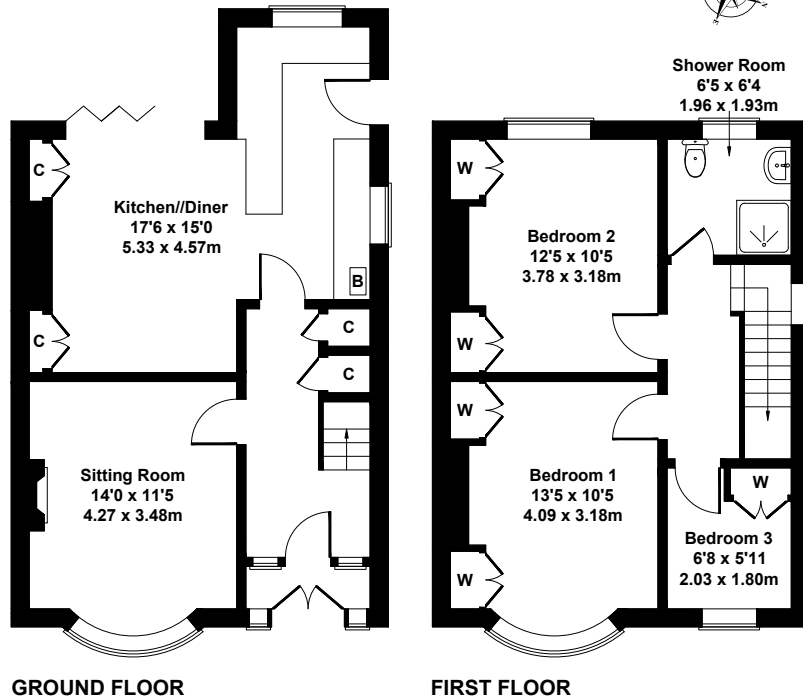 Shower Room
6'5 x 6'4
1.96 x 1.93m
C
Kitchen//Diner
17'6 x 15'0
5.33 x 4.57m
B
C
C
C
Sitting Room
14'0 x 11'5
4.27 x 3.48m
W
Bedroom 2
12'5 x 10'5
3.78 x 3.18m
W
W
Bedroom 1
13'5 x 10'5
4.09 x 3.18m
W
W
Bedroom 3
6'8 x 5'11
2.03 x 1.80m
GROUND FLOOR
FIRST FLOOR